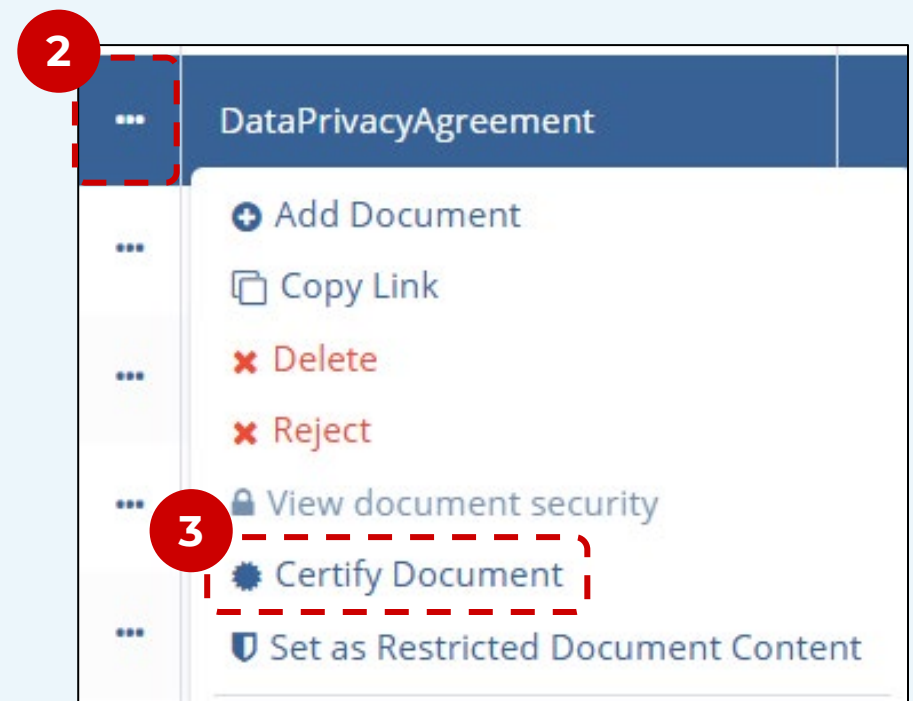 2
••• DataPrivacyAgreement
Add Document
•••
Copy Link
Delete
•••
Reject
••• View document security
3
Certify Document
••• Set as Restricted Document Content